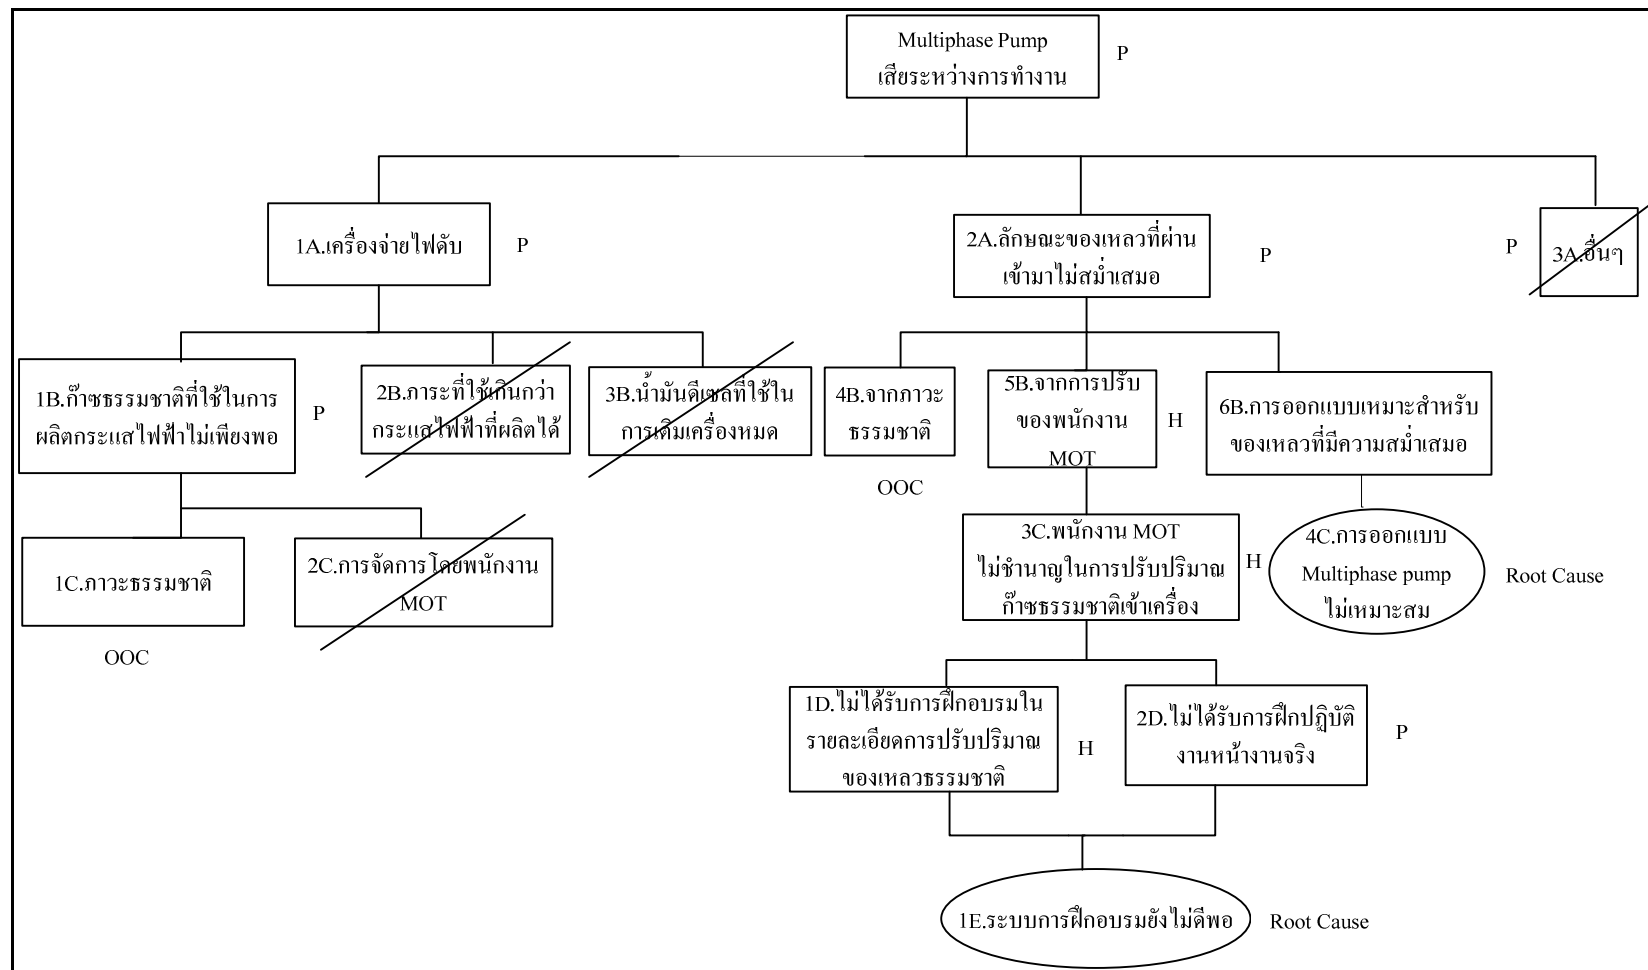 Multiphase Pump
เสียระหว่างการทำงาน
P
1A.เครื่องจ่ายไฟดับ
P
2A.ลักษณะของเหลวที่ผ่าน
เข้ามาไม่สม่ำเสมอ
P
P
3A.อื่นๆ
1B.ก๊าซธรรมชาติที่ใช้ในการ
ผลิตกระแสไฟฟ้าไม่เพียงพอ
P
2B.ภาระที่ใช้เกินกว่า
กระแสไฟฟ้าที่ผลิตได้
3B.น้ำมันดีเซลที่ใช้ใน
การเติมเครื่องหมด
4B.จากภาวะ
ธรรมชาติ
OOC
5B.จากการปรับ
ของพนักงาน
MOT
H
6B.การออกแบบเหมาะสำหรับ
ของเหลวที่มีความสม่ำเสมอ
1C.ภาวะธรรมชาติ
OOC
2C.การจัดการโดยพนักงาน
MOT
3C.พนักงาน MOT
ไม่ชำนาญในการปรับปริมาณ
ก๊าซธรรมชาติเข้าเครื่อง
H
4C.การออกแบบ
Multiphase pump
ไม่เหมาะสม
Root Cause
1D.ไม่ได้รับการฝึกอบรมใน
รายละเอียดการปรับปริมาณ
ของเหลวธรรมชาติ
H
2D.ไม่ได้รับการฝึกปฏิบัติ
งานหน้างานจริง
P
1E.ระบบการฝึกอบรมยังไม่ดีพอ
Root Cause